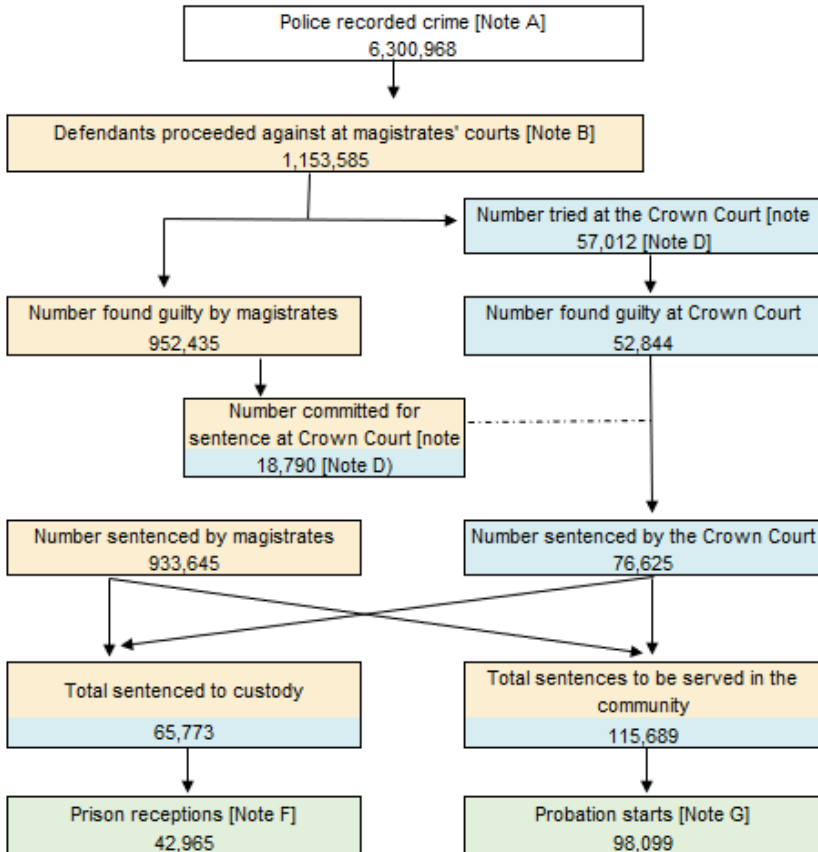 Police recorded crime [Note A]
6,300,968
Defendants proceeded against at magistrates' courts [Note B]
1,153,585
Number tried at the Crown Court [note
57,012 [Note D]
Number found guilty by magistrates
952,435
Number found guilty at Crown Court
52,844
Number committed for
sentence at Crown Court [note
18,790 [Note D)
Number sentenced by magistrates
933,645
Number sentenced by the Crown Court
76,625
Total sentenced to custody
65,773
Total sentences to be served in the
community
115,689
Prison receptions [Note F]
42,965
Probation starts [Note G]
98,099